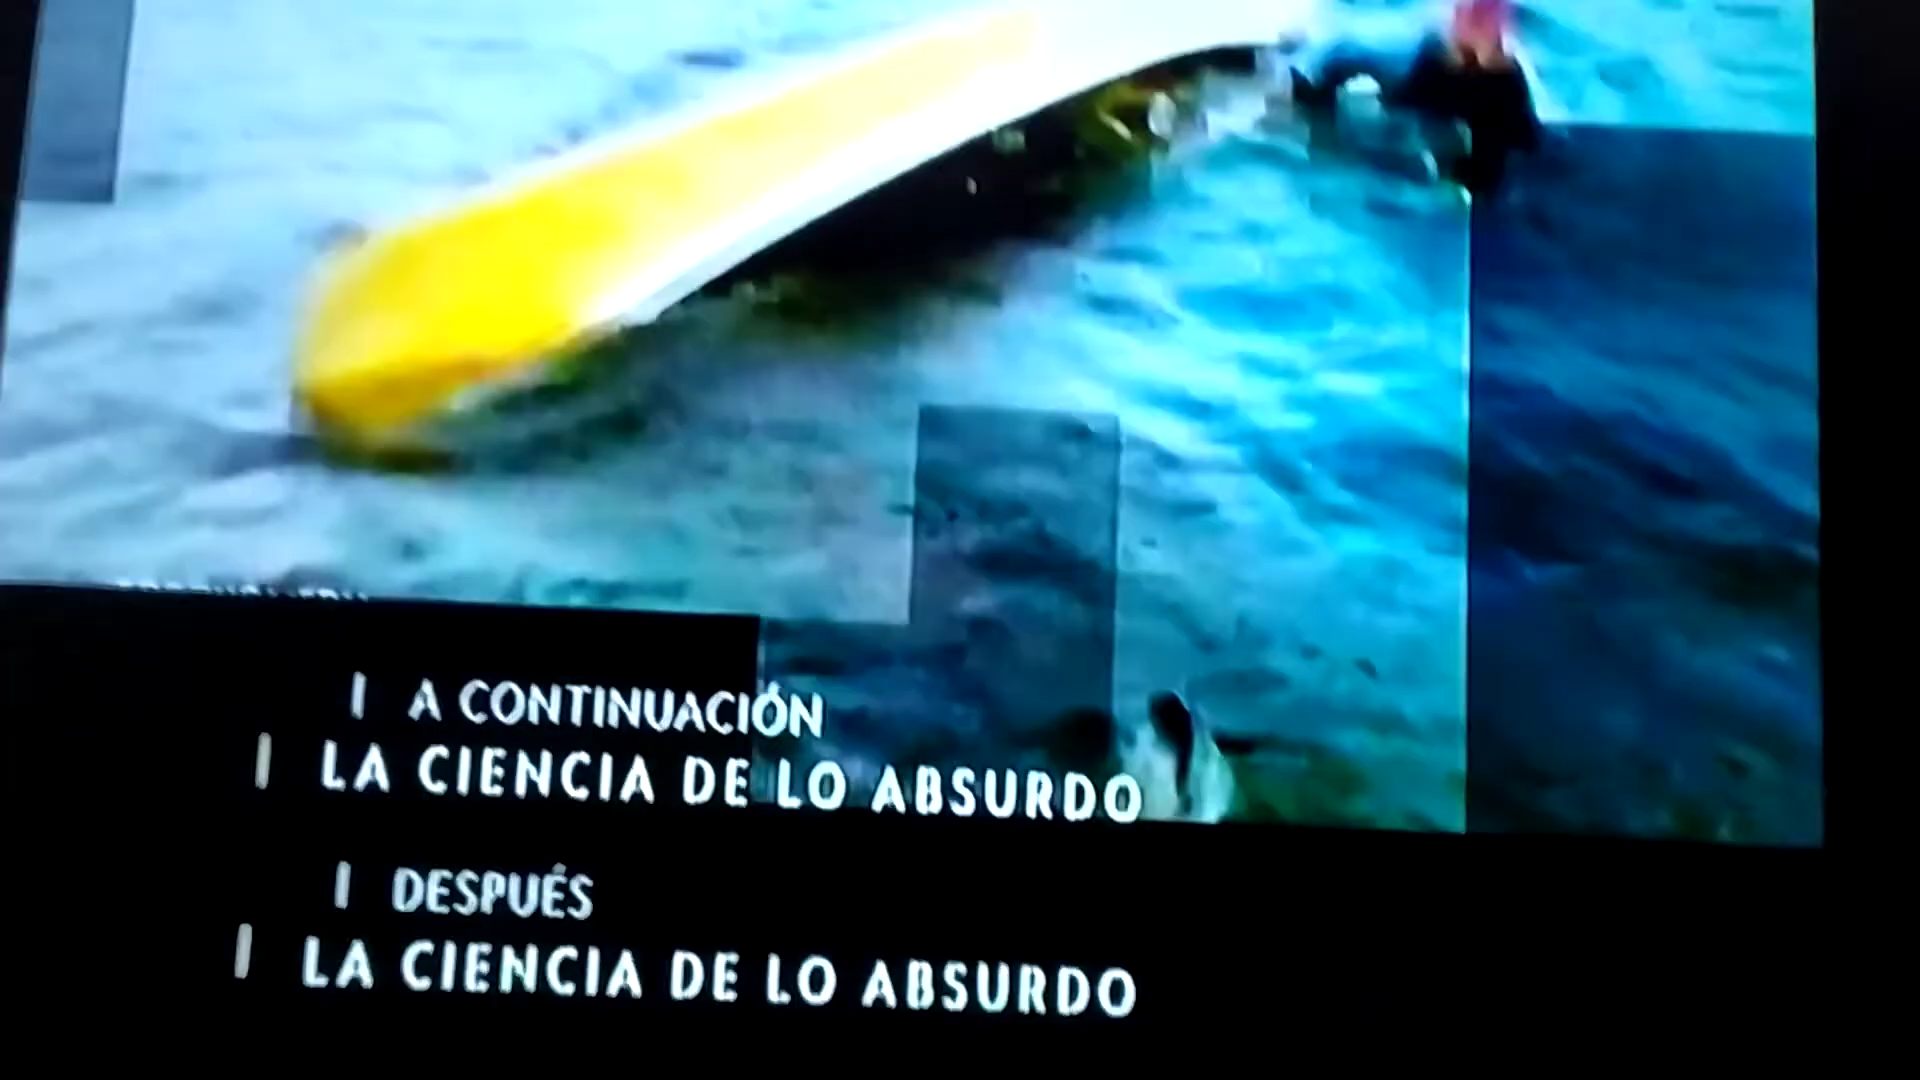 A CONTINUACIÓN
LA CIENCIA DE LO ABSURDO
DESPUÉS
LA CIENCIA DE LO ABSURDO